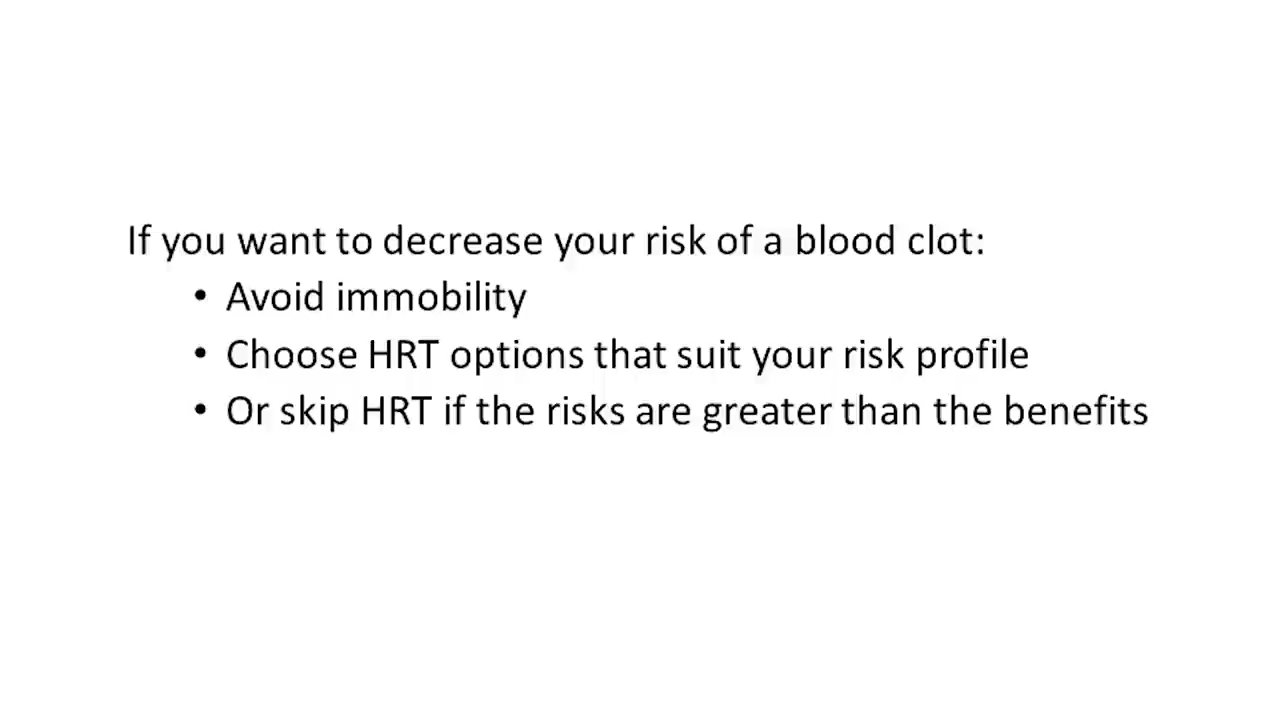 If you want to decrease your risk of a blood clot:
• Avoid immobility
• Choose HRT options that suit your risk profile
• Or skip HRT if the risks are greater than the benefits